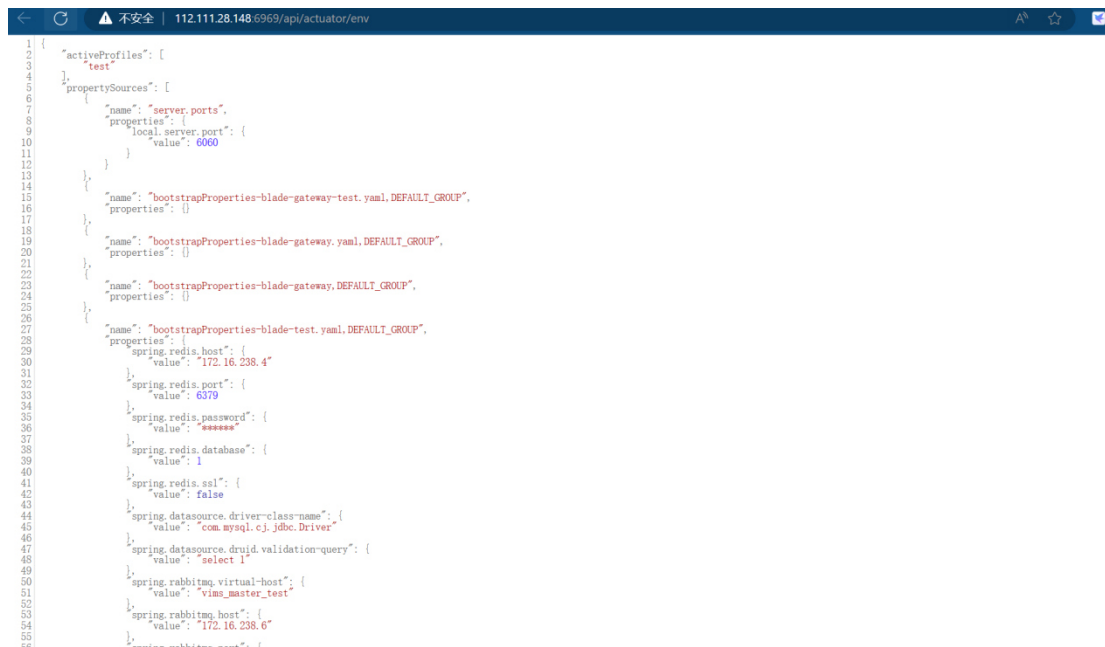 不安全 | 112.111.28.148:6969/api/actuator/env
1 {
2 "activeProfiles": [
3 "test"
4 ],
5 "propertySources": [
6 {
7 "name": "server.ports",
8 "properties": {
9 "local.server.port": {
10 "value": 6060
11 }
12 }
13 },
14 {
15 "name": "bootstrapProperties-blade-gateway-test.yaml,DEFAULT_GROUP",
16 "properties": {}
17 },
18 {
19 "name": "bootstrapProperties-blade-gateway.yaml,DEFAULT_GROUP",
20 "properties": {}
21 },
22 {
23 "name": "bootstrapProperties-blade-gateway,DEFAULT_GROUP",
24 "properties": {}
25 },
26 {
27 "name": "bootstrapProperties-blade-test.yaml,DEFAULT_GROUP",
28 "properties": {
29 "spring.redis.host": {
30 "value": "172.16.238.4"
31 },
32 "spring.redis.port": {
33 "value": 6379
34 },
35 "spring.redis.password": {
36 "value": "******"
37 },
38 "spring.redis.database": {
39 "value": 1
40 },
41 "spring.redis.ssl": {
42 "value": false
43 },
44 "spring.datasource.driver-class-name": {
45 "value": "com.mysql.cj.jdbc.Driver"
46 },
47 "spring.datasource.druid.validation-query": {
48 "value": "select 1"
49 },
50 "spring.rabbitmq.virtual-host": {
51 "value": "vims_master_test"
52 },
53 "spring.rabbitmq.host": {
54 "value": "172.16.238.6"
55 },